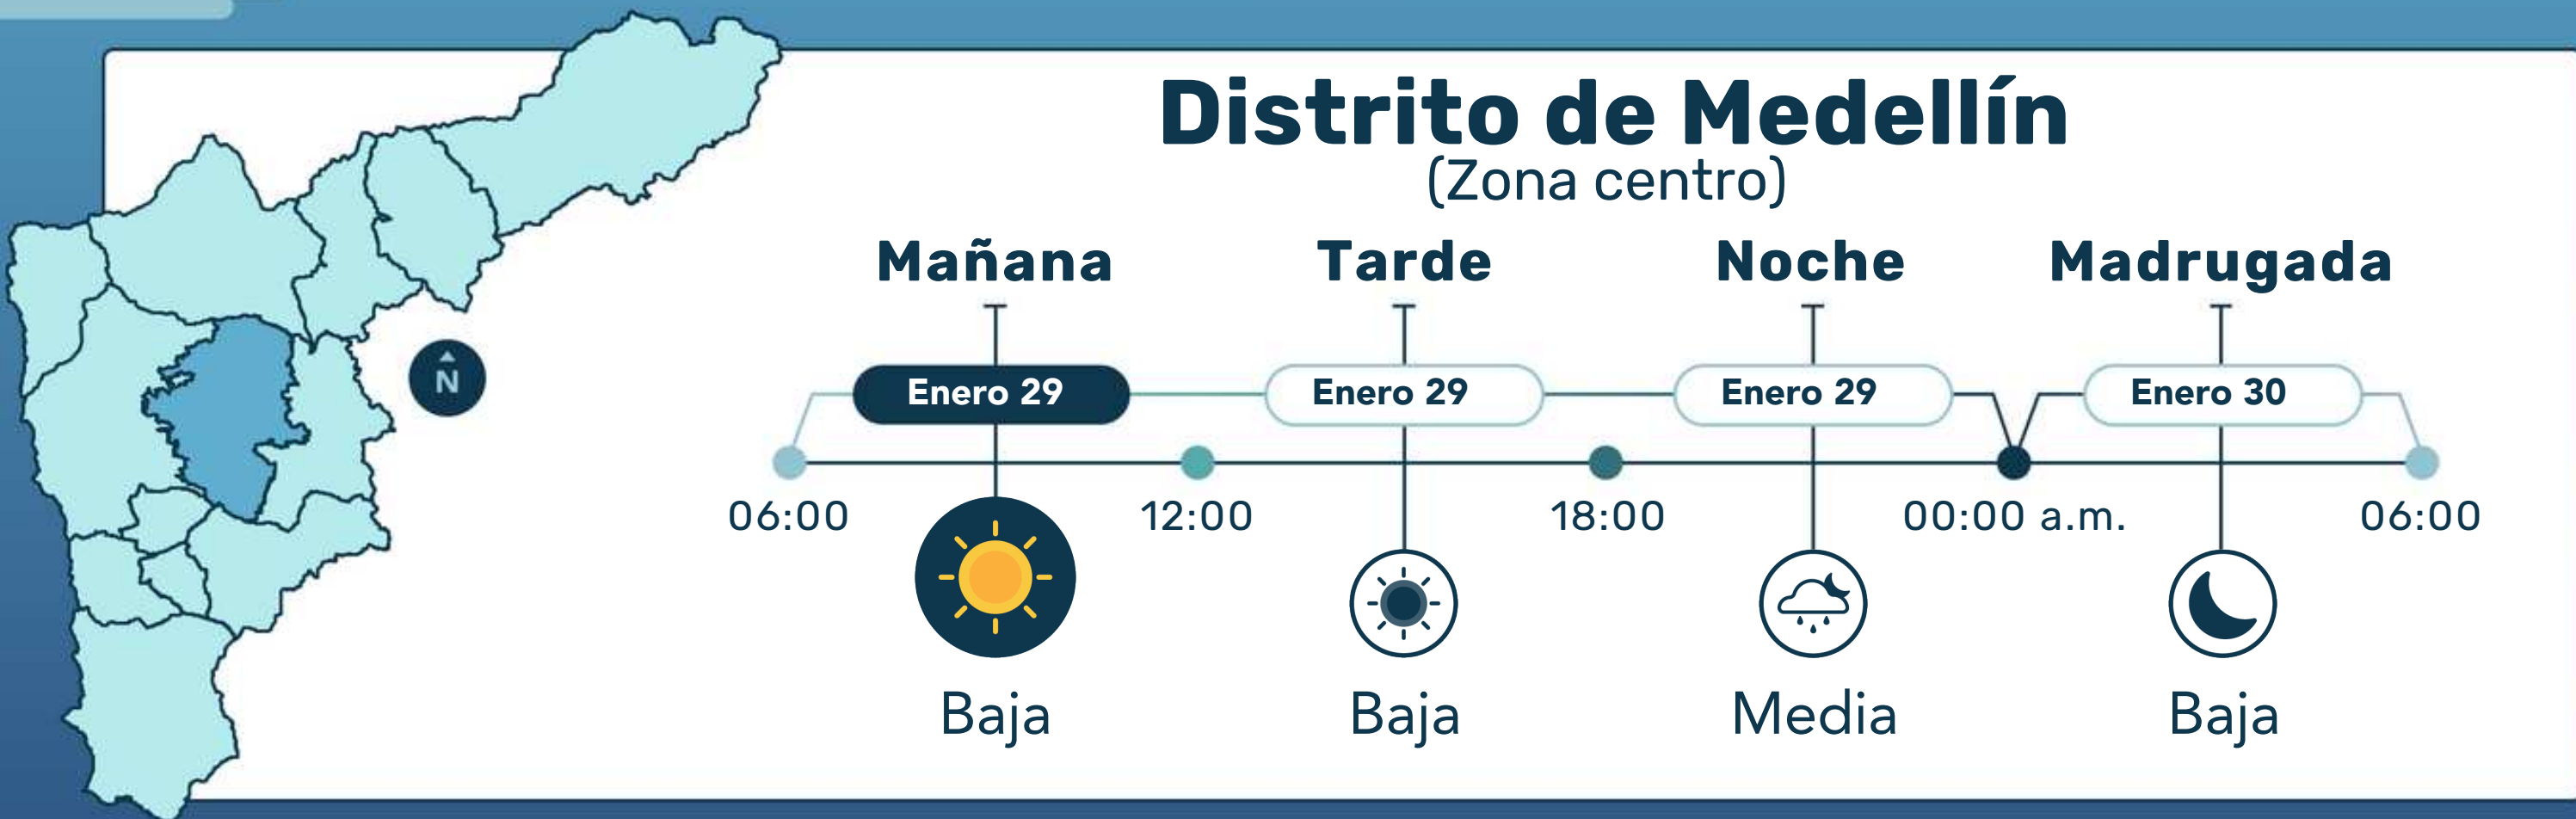 Distrito de Medellín
(Zona centro)
Mañana Tarde Noche Madrugada
Enero 29 Enero 29 Enero 29 Enero 30
N
06:00 12:00 18:00 00:00 a.m. 06:00
Baja Baja Media Baja